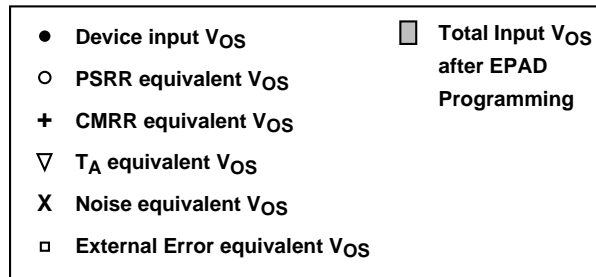 ● Device input VOS
○ PSRR equivalent VOS
+ CMRR equivalent VOS
▽ TA equivalent VOS
X Noise equivalent VOS
□ External Error equivalent VOS
Total Input VOS
after EPAD
Programming